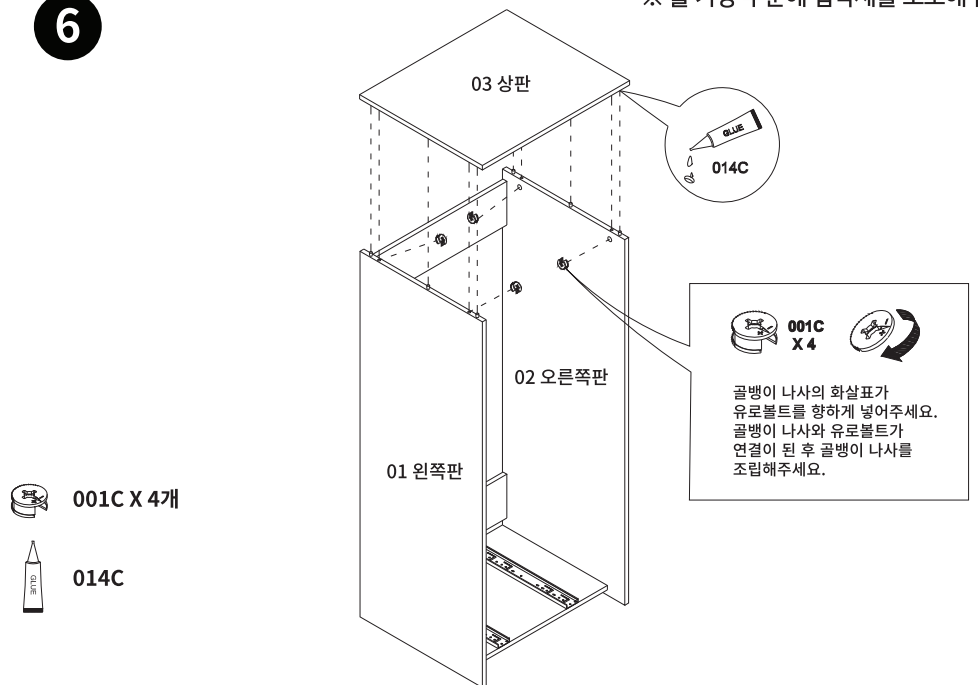 6
03 상판
GLUE
014C
001C
X 4
02 오른쪽판
골뱅이 나사의 화살표가
유로볼트를 향하게 넣어주세요.
골뱅이 나사와 유로볼트가
연결이 된 후 골뱅이 나사를
조립해주세요.
01 왼쪽판
001C X 4개
GLUE
014C